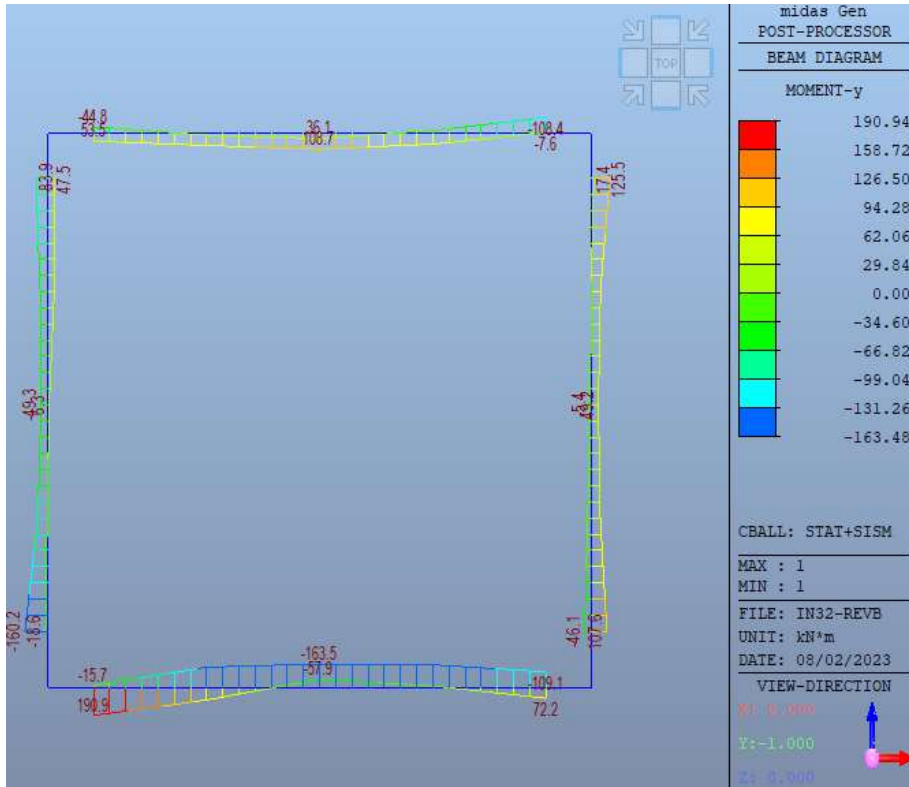 midas Gen
POST-PROCESSOR
BEAM DIAGRAM
MOMENT-y
190.94
158.72
126.50
94.28
62.06
29.84
0.00
-34.60
-66.82
-99.04
-131.26
-163.48
CBALL: STAT+SISM
MAX : 1
MIN : 1
FILE: IN32-REVB
UNIT: kN*m
DATE: 08/02/2023
VIEW-DIRECTION
X: 0.000
Y:-1.000
Z: 0.000
TOP
-44.8
53.5
36.1
108.7
-108.4
-7.6
83.9
47.5
17.4
125.5
-49.3
49.2
-160.2
-18.6
-46.1
107.6
-15.7
190.9
-163.5
-57.9
-109.1
72.2